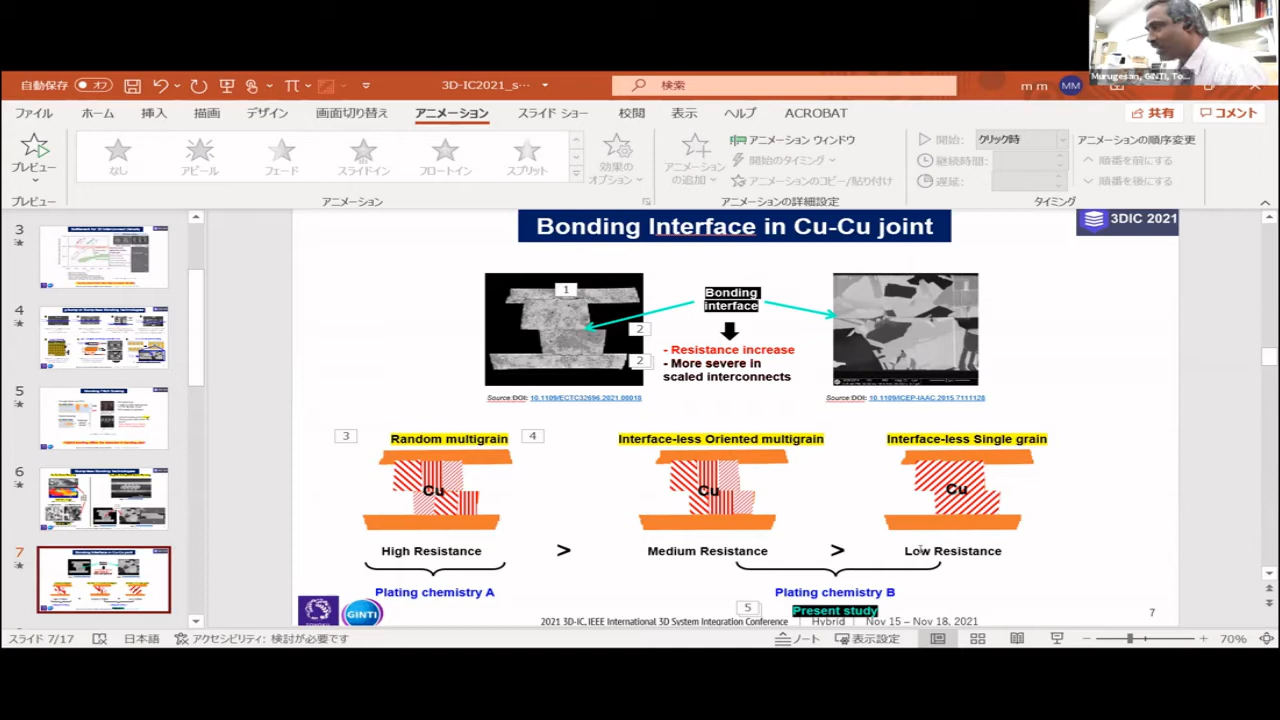 Murugesan, GINTI, To...
自動保存 オフ
3D-IC2021_s…
検索
m m MM
ファイル ホーム 挿入 描画 デザイン 画面切り替え アニメーション スライド ショー 校閲 表示 ヘルプ ACROBAT 共有 コメント
プレビュー
なし アピール フェード スライドイン フロートイン スプリット
効果の
オプション
アニメーション
の追加
アニメーション ウィンドウ
開始のタイミング
アニメーションのコピー/貼り付け
開始: クリック時
継続時間:
遅延:
アニメーションの順序変更
順番を前にする
順番を後にする
プレビュー アニメーション アニメーションの詳細設定 タイミング
3
4
5
6
7
Bonding Interface in Cu-Cu joint
3DIC 2021
1
2
2
Bonding
interface
- Resistance increase
- More severe in
scaled interconnects
Source:DOI: 10.1109/ECTC32696.2021.00018
Source:DOI: 10.1109/ICEP-IAAC.2015.7111128
3 Random multigrain 4 Interface-less Oriented multigrain Interface-less Single grain
Cu Cu Cu
High Resistance > Medium Resistance > Low Resistance
Plating chemistry A Plating chemistry B
5 Present study
GINTI
2021 3D-IC, IEEE International 3D System Integration Conference | Hybrid | Nov 15 – Nov 18, 2021
7
スライド 7/17 日本語 アクセシビリティ: 検討が必要です ノート 表示設定 70%